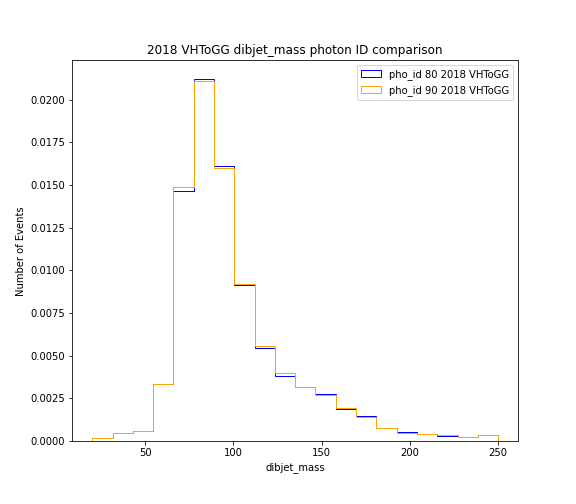 2018 VHToGG dibjet_mass photon ID comparison
pho_id 80 2018 VHToGG
pho_id 90 2018 VHToGG
Number of Events
0.0200
0.0175
0.0150
0.0125
0.0100
0.0075
0.0050
0.0025
0.0000
50
100
150
200
250
dibjet_mass